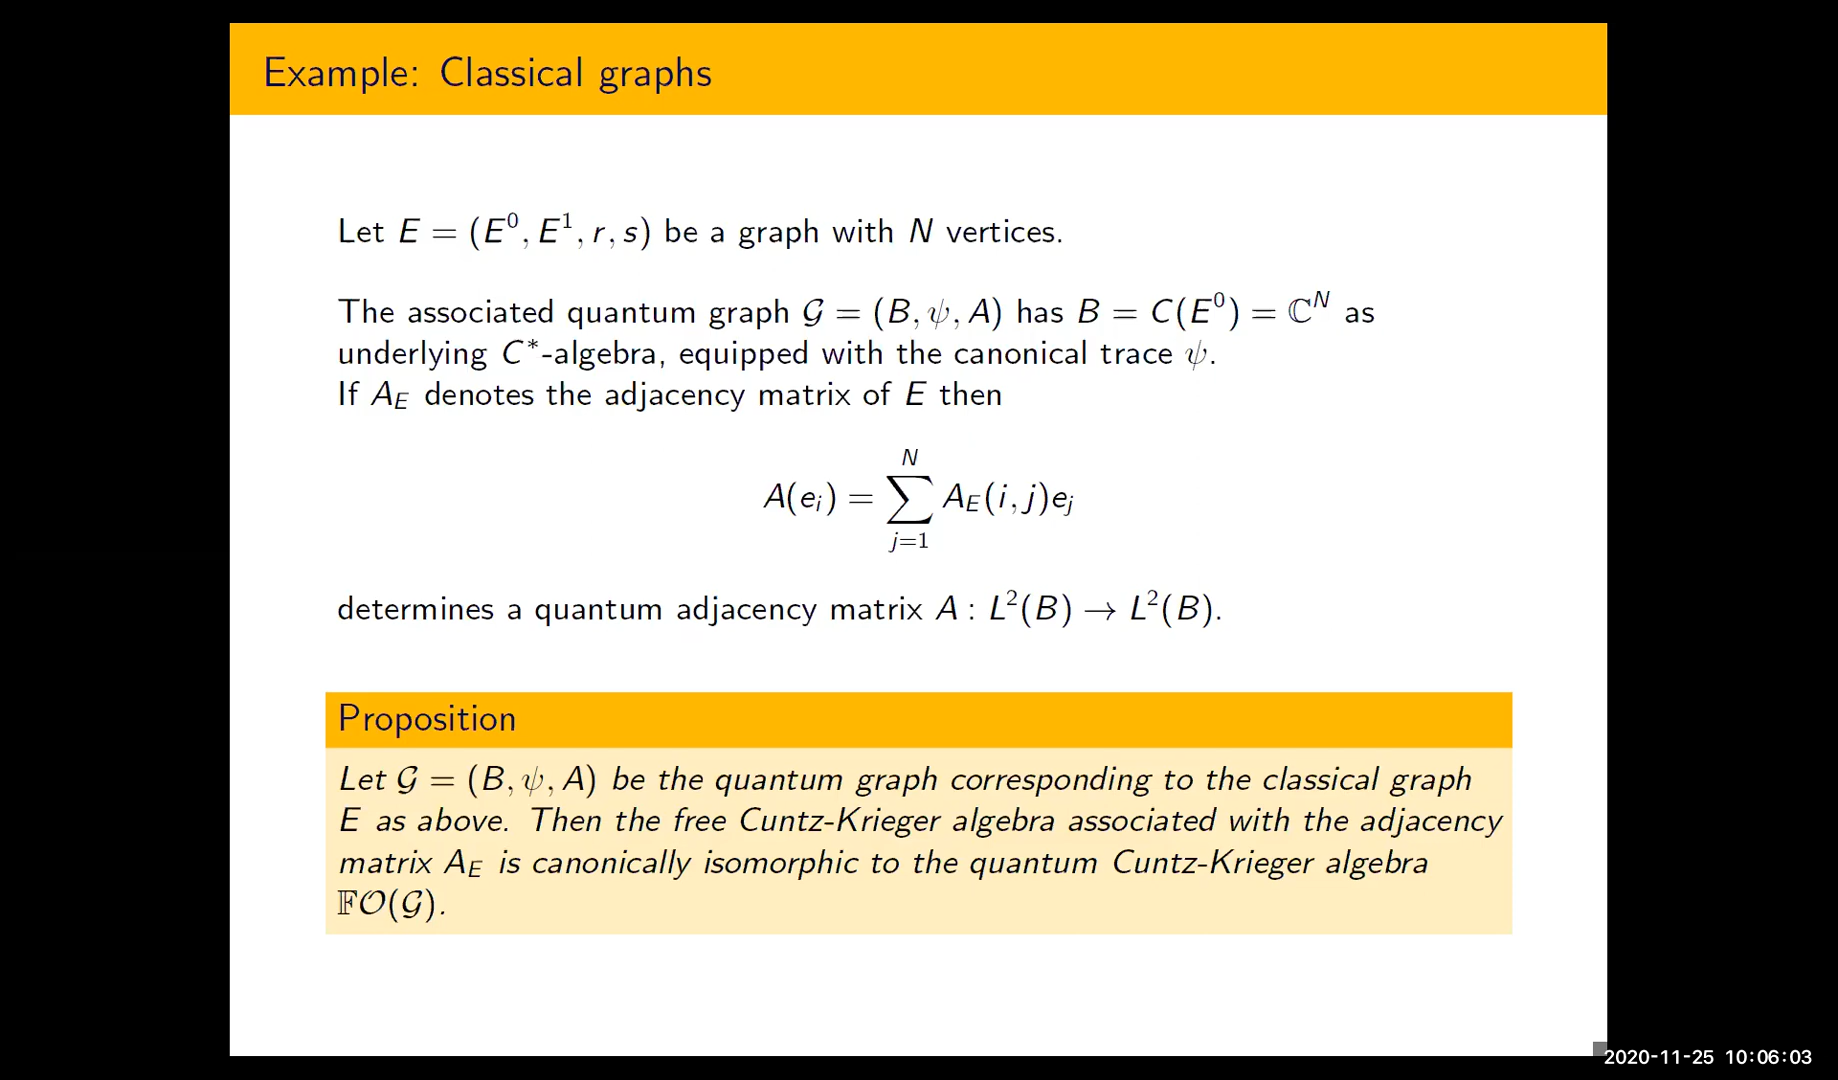 Example: Classical graphs
Let E = (E⁰, E¹, r, s) be a graph with N vertices.
The associated quantum graph 𝒢 = (B, ψ, A) has B = C(E⁰) = ℂᴺ as
underlying C*-algebra, equipped with the canonical trace ψ.
If A_E denotes the adjacency matrix of E then
A(e_i) = ∑_{j=1}^{N} A_E(i, j)e_j
determines a quantum adjacency matrix A : L²(B) → L²(B).
Proposition
Let 𝒢 = (B, ψ, A) be the quantum graph corresponding to the classical graph
E as above. Then the free Cuntz-Krieger algebra associated with the adjacency
matrix A_E is canonically isomorphic to the quantum Cuntz-Krieger algebra
𝔽𝒪(𝒢).
2020-11-25 10:06:03